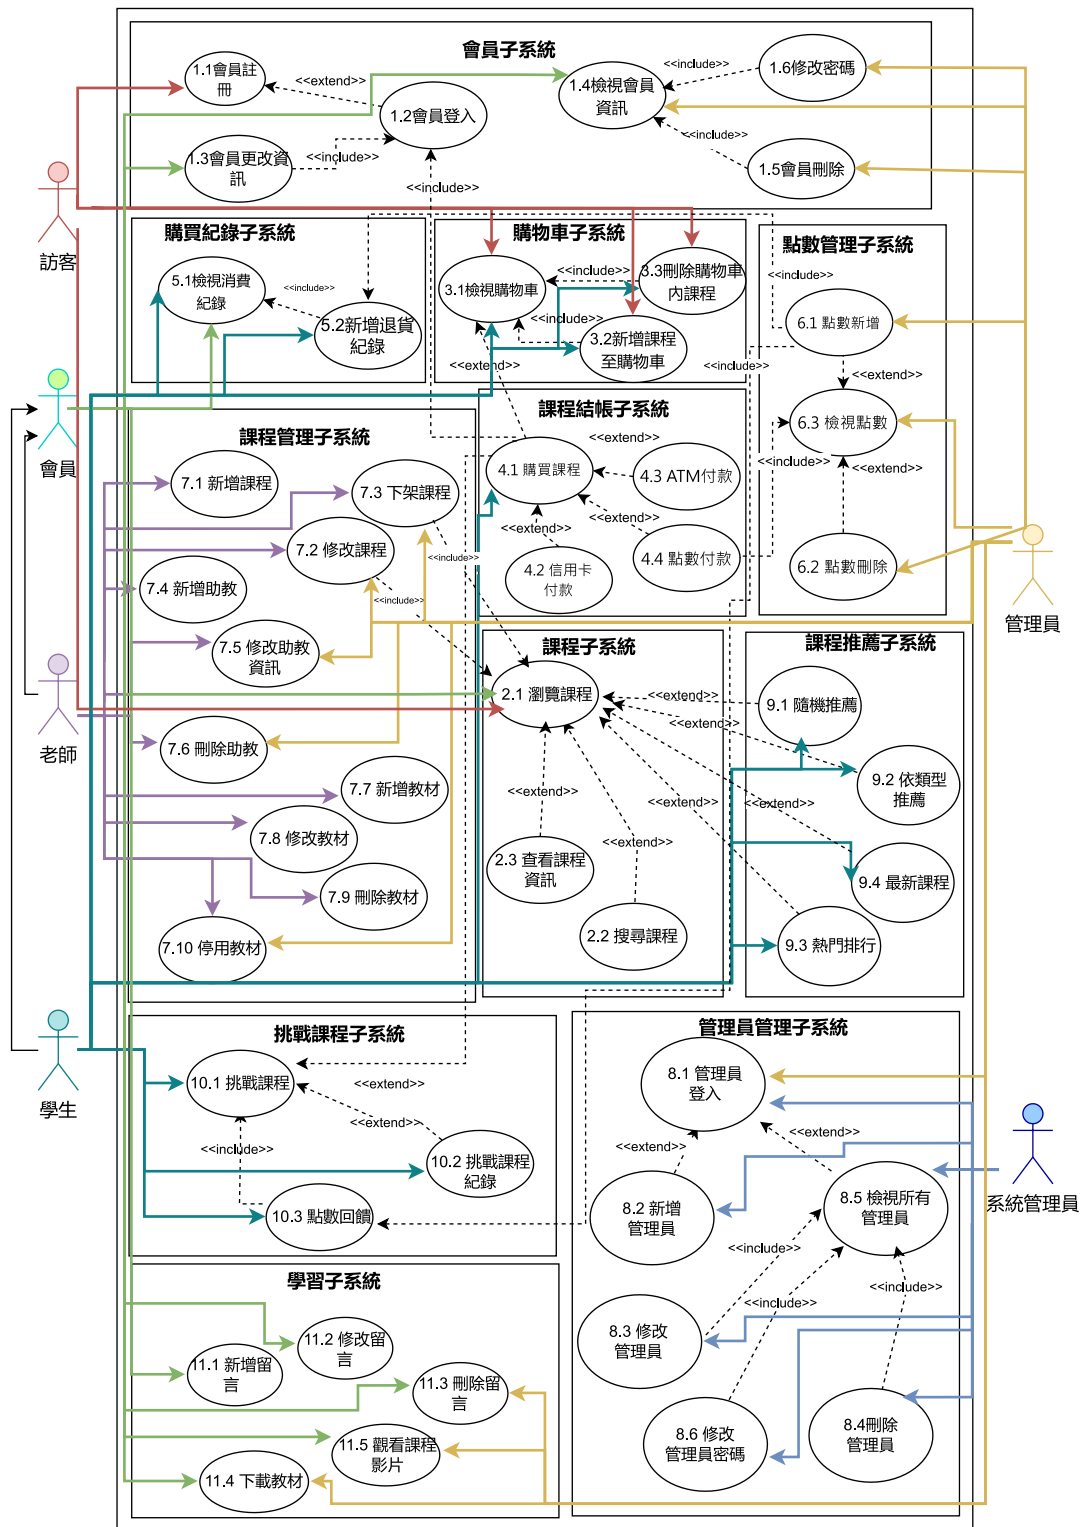 會員子系統
1.1會員註
冊
<<extend>>
1.2會員登入
1.3會員更改資
訊
<<include>>
<<include>>
1.4檢視會員
資訊
<<include>>
1.6修改密碼
<<include>>
1.5會員刪除
訪客
購買紀錄子系統
5.1檢視消費
紀錄
<<include>>
5.2新增退貨
紀錄
購物車子系統
3.1檢視購物車
<<include>>
3.3刪除購物車
內課程
<<include>>
3.2新增課程
至購物車
<<extend>>
點數管理子系統
6.1 點數新增
<<include>>
<<extend>>
6.3 檢視點數
<<include>>
<<extend>>
6.2 點數刪除
會員
課程管理子系統
7.1 新增課程
7.3 下架課程
7.2 修改課程
<<include>>
7.4 新增助教
<<include>>
7.5 修改助教
資訊
7.6 刪除助教
7.7 新增教材
7.8 修改教材
7.9 刪除教材
7.10 停用教材
課程結帳子系統
<<extend>>
4.1 購買課程
4.3 ATM付款
<<extend>>
<<extend>>
4.4 點數付款
4.2 信用卡
付款
管理員
老師
課程子系統
2.1 瀏覽課程
<<extend>>
<<extend>>
<<extend>>
<<extend>>
2.3 查看課程
資訊
2.2 搜尋課程
課程推薦子系統
<<extend>>
9.1 隨機推薦
<<extend>>
9.2 依類型
推薦
9.4 最新課程
9.3 熱門排行
學生
挑戰課程子系統
10.1 挑戰課程
<<extend>>
<<extend>>
<<include>>
10.2 挑戰課程
紀錄
10.3 點數回饋
管理員管理子系統
8.1 管理員
登入
<<extend>>
<<extend>>
8.2 新增
管理員
8.5 檢視所有
管理員
<<include>>
<<include>>
<<include>>
8.3 修改
管理員
8.6 修改
管理員密碼
8.4刪除
管理員
系統管理員
學習子系統
11.2 修改留
言
11.1 新增留
言
11.3 刪除留
言
11.5 觀看課程
影片
11.4 下載教材